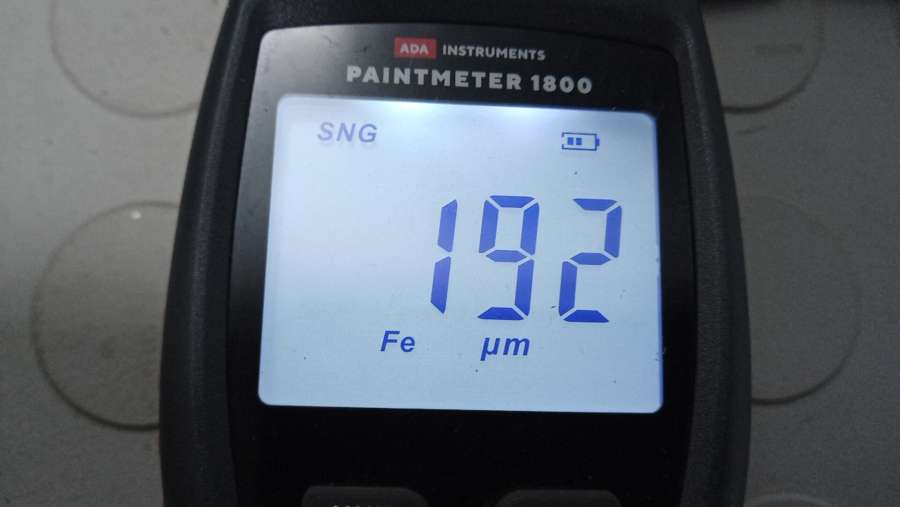 ADA INSTRUMENTS
PAINTMETER 1800
SNG
192
Fe µm